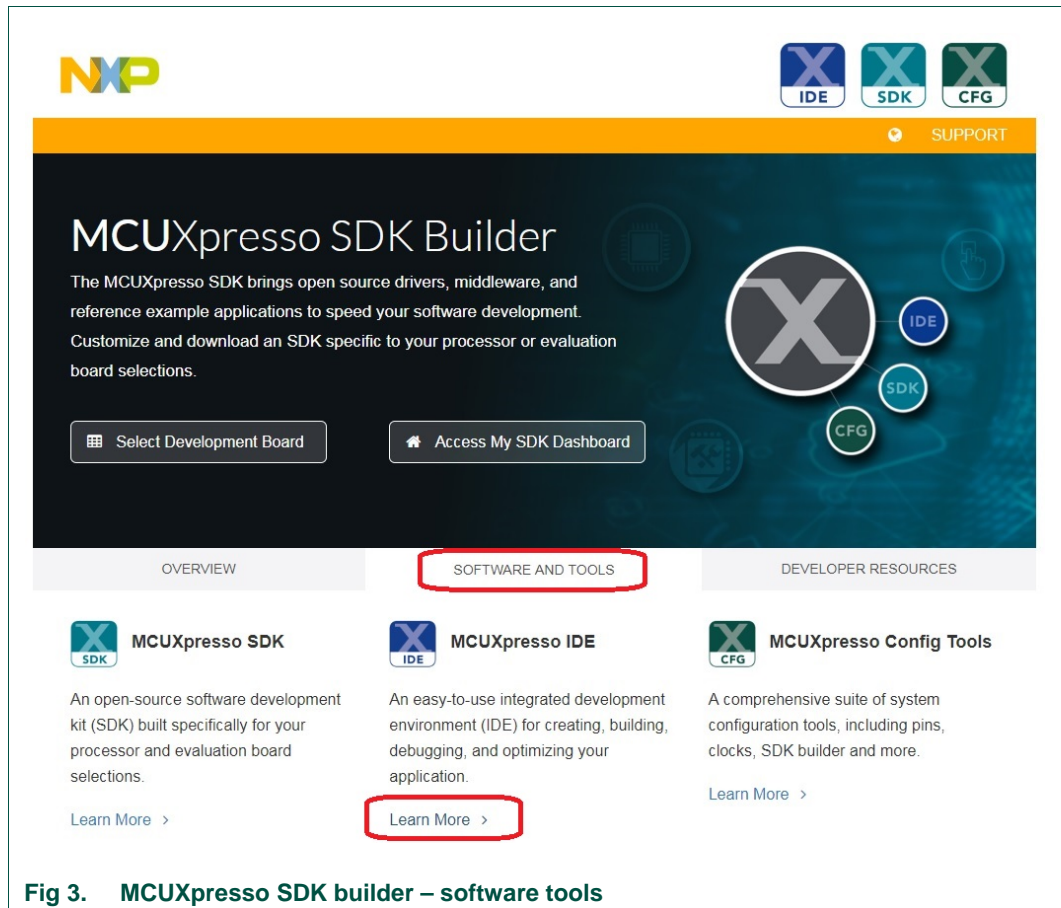 NXP
X IDE X SDK X CFG
SUPPORT
MCUXpresso SDK Builder
The MCUXpresso SDK brings open source drivers, middleware, and
reference example applications to speed your software development.
Customize and download an SDK specific to your processor or evaluation
board selections.
Select Development Board
Access My SDK Dashboard
X
IDE
SDK
CFG
OVERVIEW
SOFTWARE AND TOOLS
DEVELOPER RESOURCES
X SDK
MCUXpresso SDK
An open-source software development
kit (SDK) built specifically for your
processor and evaluation board
selections.
Learn More >
X IDE
MCUXpresso IDE
An easy-to-use integrated development
environment (IDE) for creating, building,
debugging, and optimizing your
application.
Learn More >
X CFG
MCUXpresso Config Tools
A comprehensive suite of system
configuration tools, including pins,
clocks, SDK builder and more.
Learn More >
Fig 3. MCUXpresso SDK builder – software tools